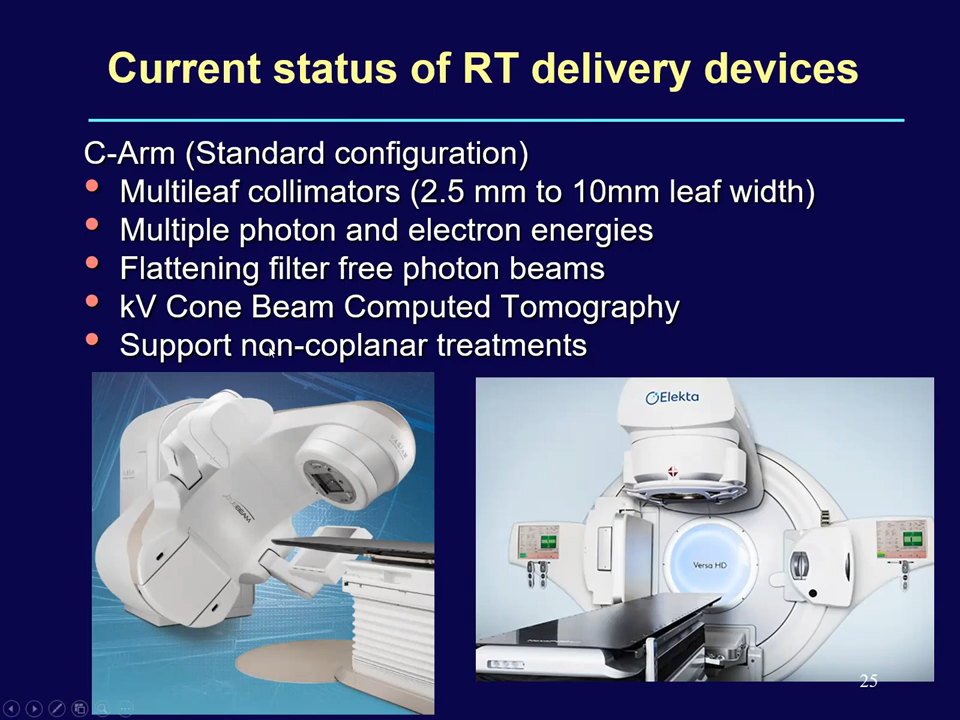 Current status of RT delivery devices
C-Arm (Standard configuration)
• Multileaf collimators (2.5 mm to 10mm leaf width)
• Multiple photon and electron energies
• Flattening filter free photon beams
• kV Cone Beam Computed Tomography
• Support non-coplanar treatments
Elekta
Versa HD
25